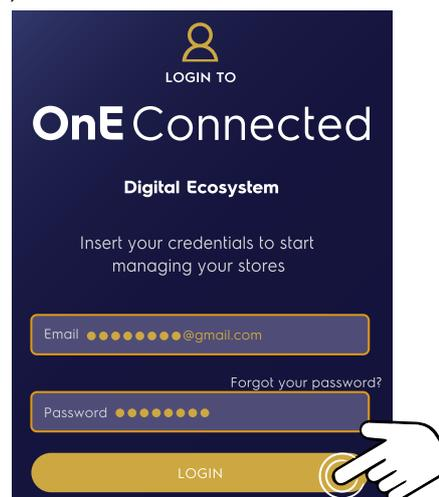 LOGIN TO
OnE Connected
Digital Ecosystem
Insert your credentials to start
managing your stores
Email ●●●●●●●●@gmail.com
Forgot your password?
Password ●●●●●●●●
LOGIN